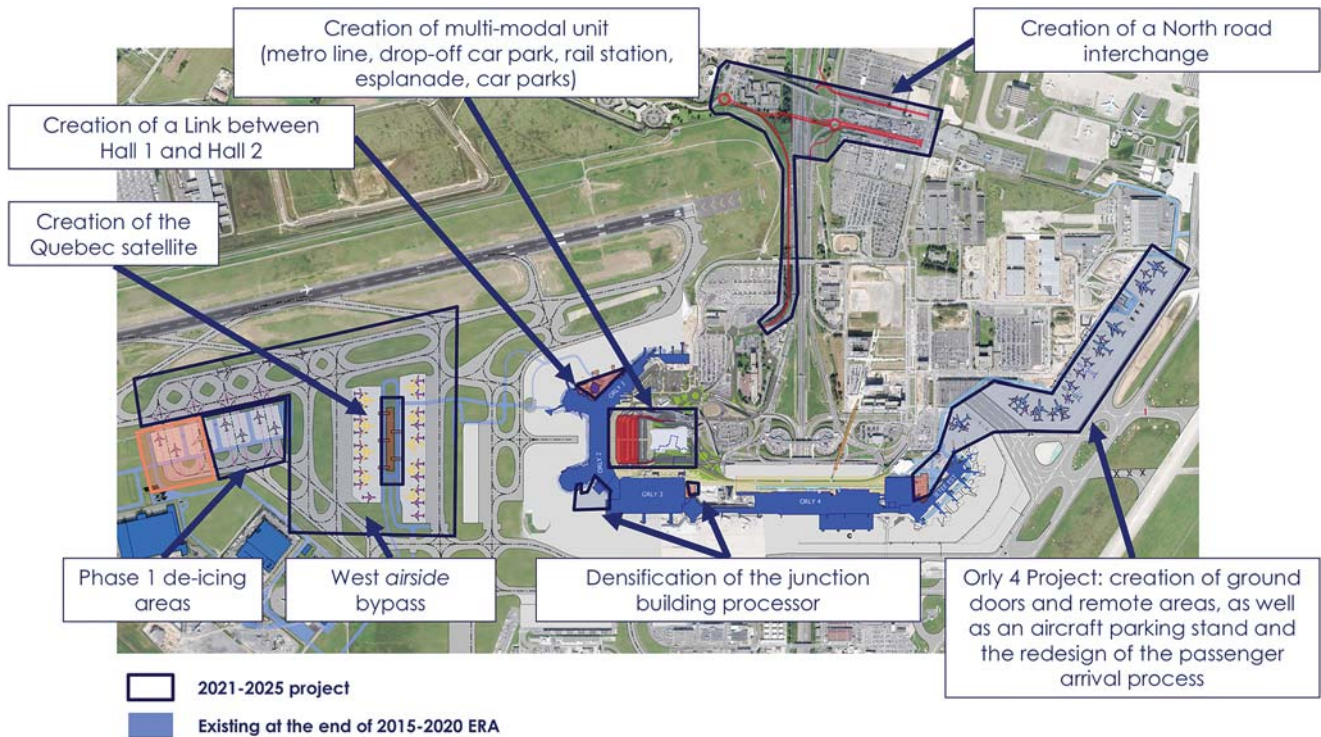 Creation of multi-modal unit
(metro line, drop-off car park, rail station,
esplanade, car parks)
Creation of a North road
interchange
Creation of a Link between
Hall 1 and Hall 2
Creation of the
Quebec satellite
ORLY 1
ORLY 2
ORLY 3
ORLY 4
Phase 1 de-icing
areas
West airside
bypass
Densification of the junction
building processor
Orly 4 Project: creation of ground
doors and remote areas, as well
as an aircraft parking stand and
the redesign of the passenger
arrival process
2021-2025 project
Existing at the end of 2015-2020 ERA